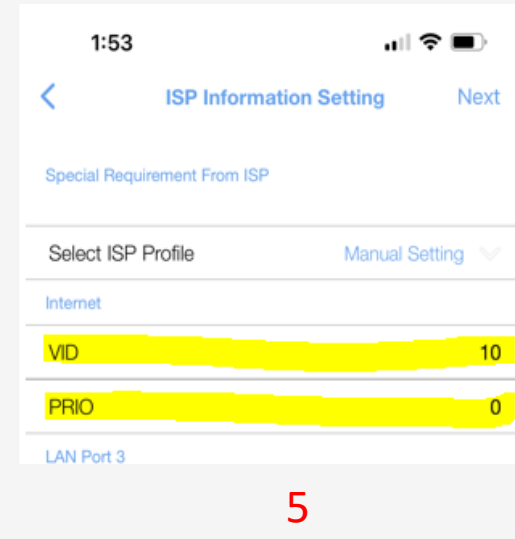 1:53
ISP Information Setting Next
Special Requirement From ISP
Select ISP Profile Manual Setting
Internet
VID 10
PRIO 0
LAN Port 3
5